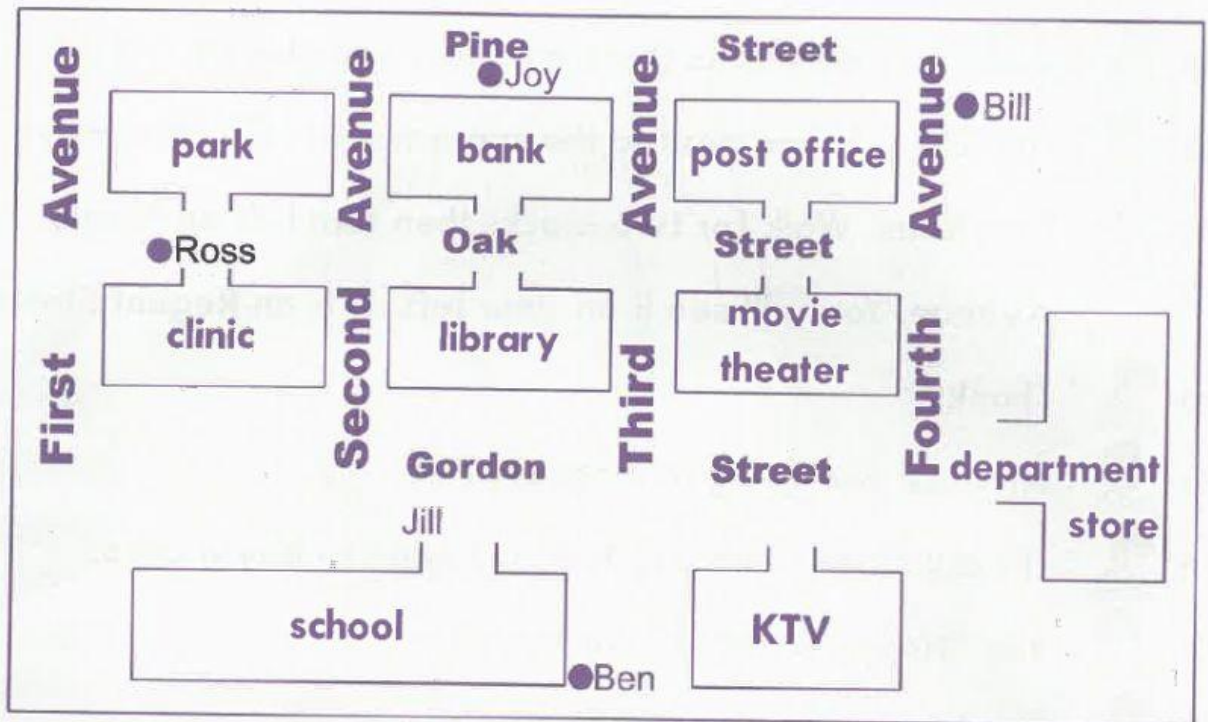 Pine Street
Joy
Bill
First Avenue
Second Avenue
Third Avenue
Fourth Avenue
park
bank
post office
Ross
Oak Street
clinic
library
movie
theater
Gordon Street
department
store
Jill
school
KTV
Ben